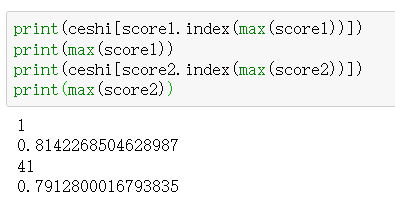 print(ceshi[score1.index(max(score1))])
print(max(score1))
print(ceshi[score2.index(max(score2))])
print(max(score2))
1
0.8142268504628987
41
0.7912800016793835